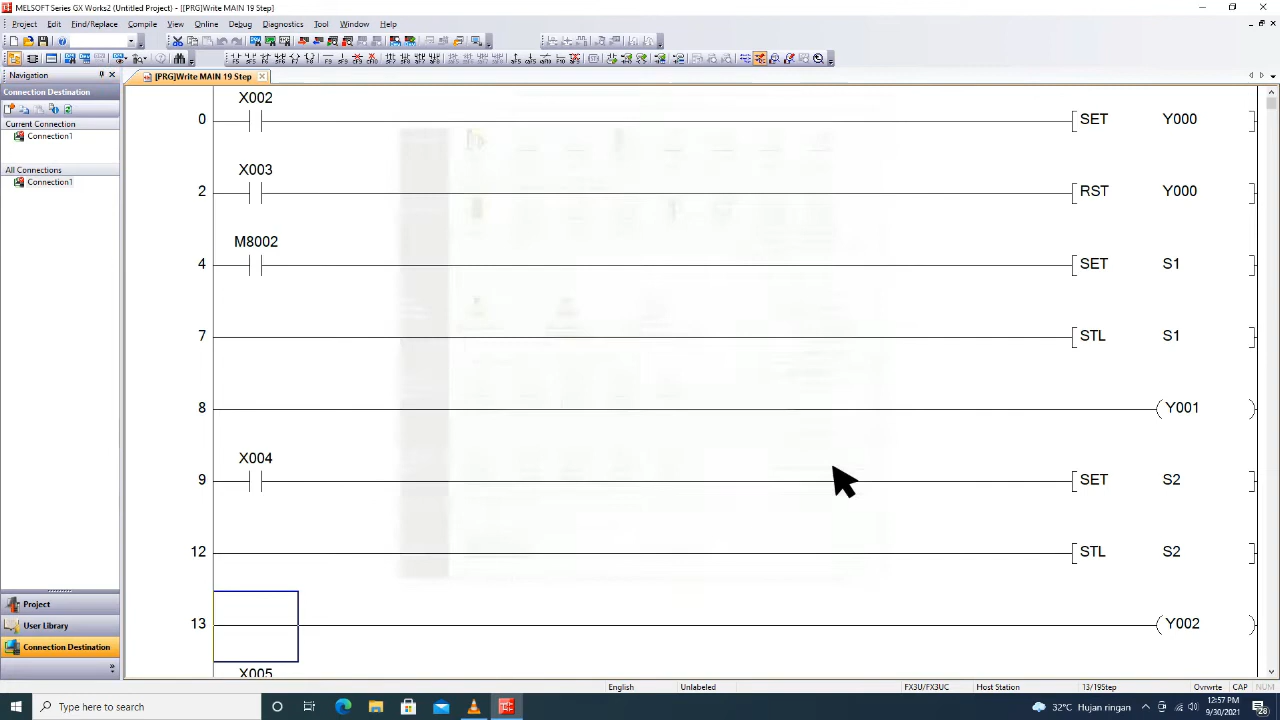 MELSOFT Series GX Works2 (Untitled Project) - [[PRG]Write MAIN 19 Step]
Project Edit Find/Replace Compile View Online Debug Diagnostics Tool Window Help
Navigation
[PRG]Write MAIN 19 Step
Connection Destination
Current Connection
Connection1
All Connections
Connection1
Project
User Library
Connection Destination
X002
0 SET Y000
X003
2 RST Y000
M8002
4 SET S1
7 STL S1
8 Y001
X004
9 SET S2
12 STL S2
13 Y002
X005
English Unlabeled FX3U/FX3UC Host Station 13/19Step Ovrwrte CAP NUM
Type here to search
32°C Hujan ringan
12:57 PM
9/30/2021
28